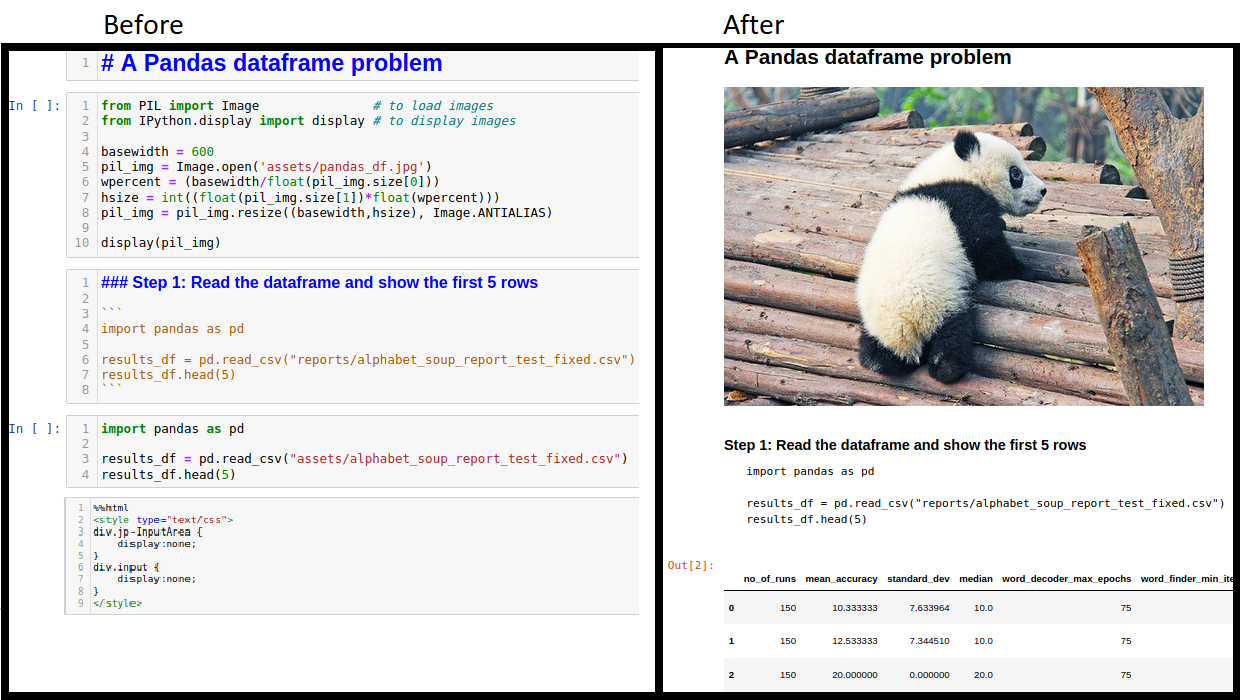 Before
1 # A Pandas dataframe problem
In [ ]:
1 from PIL import Image # to load images
2 from IPython.display import display # to display images
3
4 basewidth = 600
5 pil_img = Image.open('assets/pandas_df.jpg')
6 wpercent = (basewidth/float(pil_img.size[0]))
7 hsize = int((float(pil_img.size[1])*float(wpercent)))
8 pil_img = pil_img.resize((basewidth,hsize), Image.ANTIALIAS)
9
10 display(pil_img)
1 ### Step 1: Read the dataframe and show the first 5 rows
2
3 ```
4 import pandas as pd
5
6 results_df = pd.read_csv("reports/alphabet_soup_report_test_fixed.csv")
7 results_df.head(5)
8 ```
In [ ]:
1 import pandas as pd
2
3 results_df = pd.read_csv("assets/alphabet_soup_report_test_fixed.csv")
4 results_df.head(5)
1 %%html
2 <style type="text/css">
3 div.jp-InputArea {
4 display:none;
5 }
6 div.input {
7 display:none;
8 }
9 </style>
After
A Pandas dataframe problem
Step 1: Read the dataframe and show the first 5 rows
import pandas as pd
results_df = pd.read_csv("reports/alphabet_soup_report_test_fixed.csv")
results_df.head(5)
Out[2]:
no_of_runs mean_accuracy standard_dev median word_decoder_max_epochs word_finder_min_ite
0 150 10.333333 7.633964 10.0 75
1 150 12.533333 7.344510 10.0 75
2 150 20.000000 0.000000 20.0 75